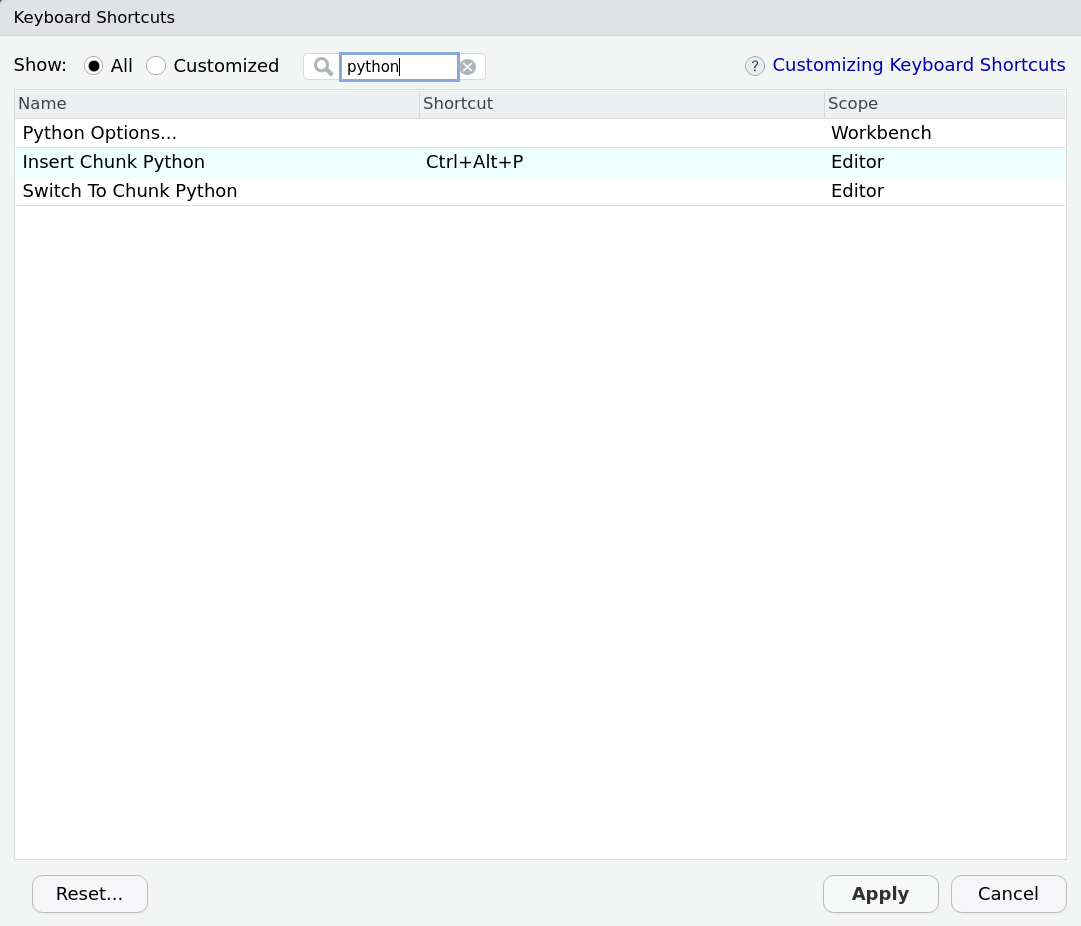 Keyboard Shortcuts
Show: All Customized python ? Customizing Keyboard Shortcuts
Name Shortcut Scope
Python Options... Workbench
Insert Chunk Python Ctrl+Alt+P Editor
Switch To Chunk Python Editor
Reset... Apply Cancel